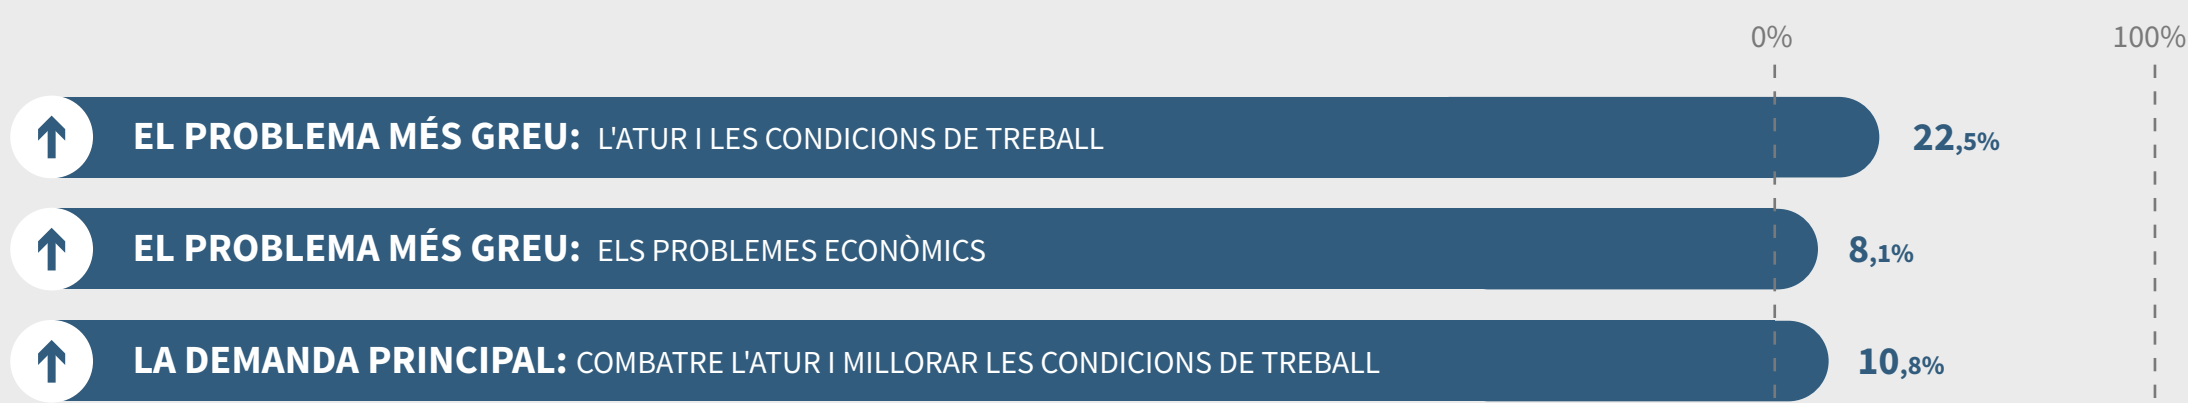 0% 100%
EL PROBLEMA MÉS GREU: L'ATUR I LES CONDICIONS DE TREBALL 22,5%
EL PROBLEMA MÉS GREU: ELS PROBLEMES ECONÒMICS 8,1%
LA DEMANDA PRINCIPAL: COMBATRE L'ATUR I MILLORAR LES CONDICIONS DE TREBALL 10,8%